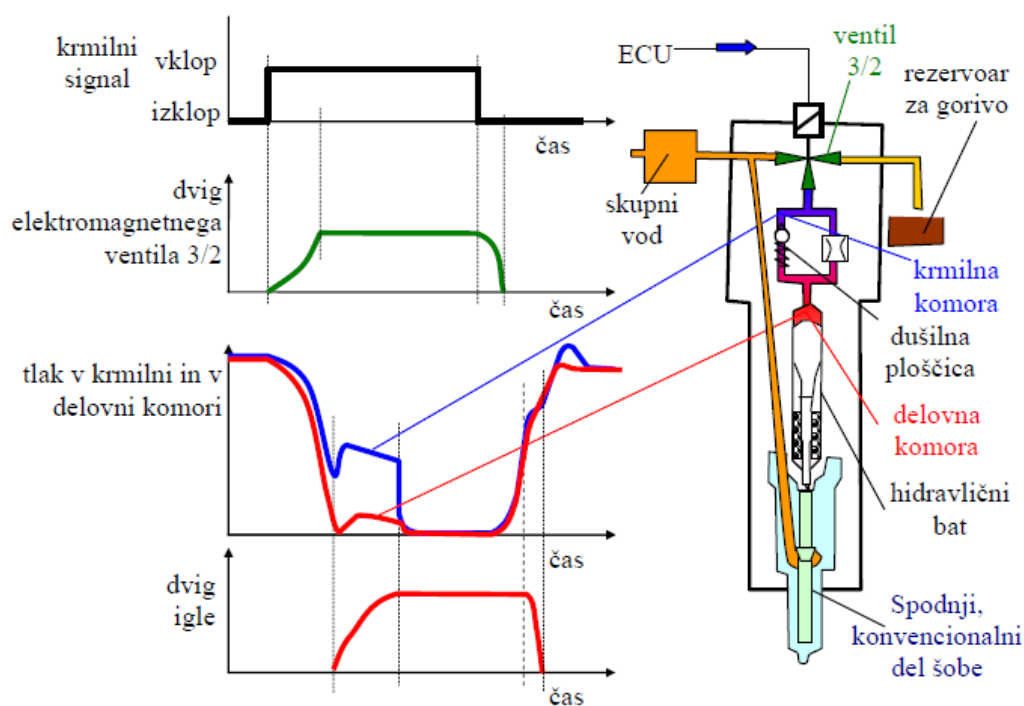 krmilni
signal
vklop
izklop
čas
dvig
elektromagnetnega
ventila 3/2
čas
tlak v krmilni in v
delovni komori
čas
dvig
igle
čas
ECU
ventil
3/2
rezervoar
za gorivo
skupni
vod
krmilna
komora
dušilna
ploščica
delovna
komora
hidravlični
bat
Spodnji,
konvencionalni
del šobe